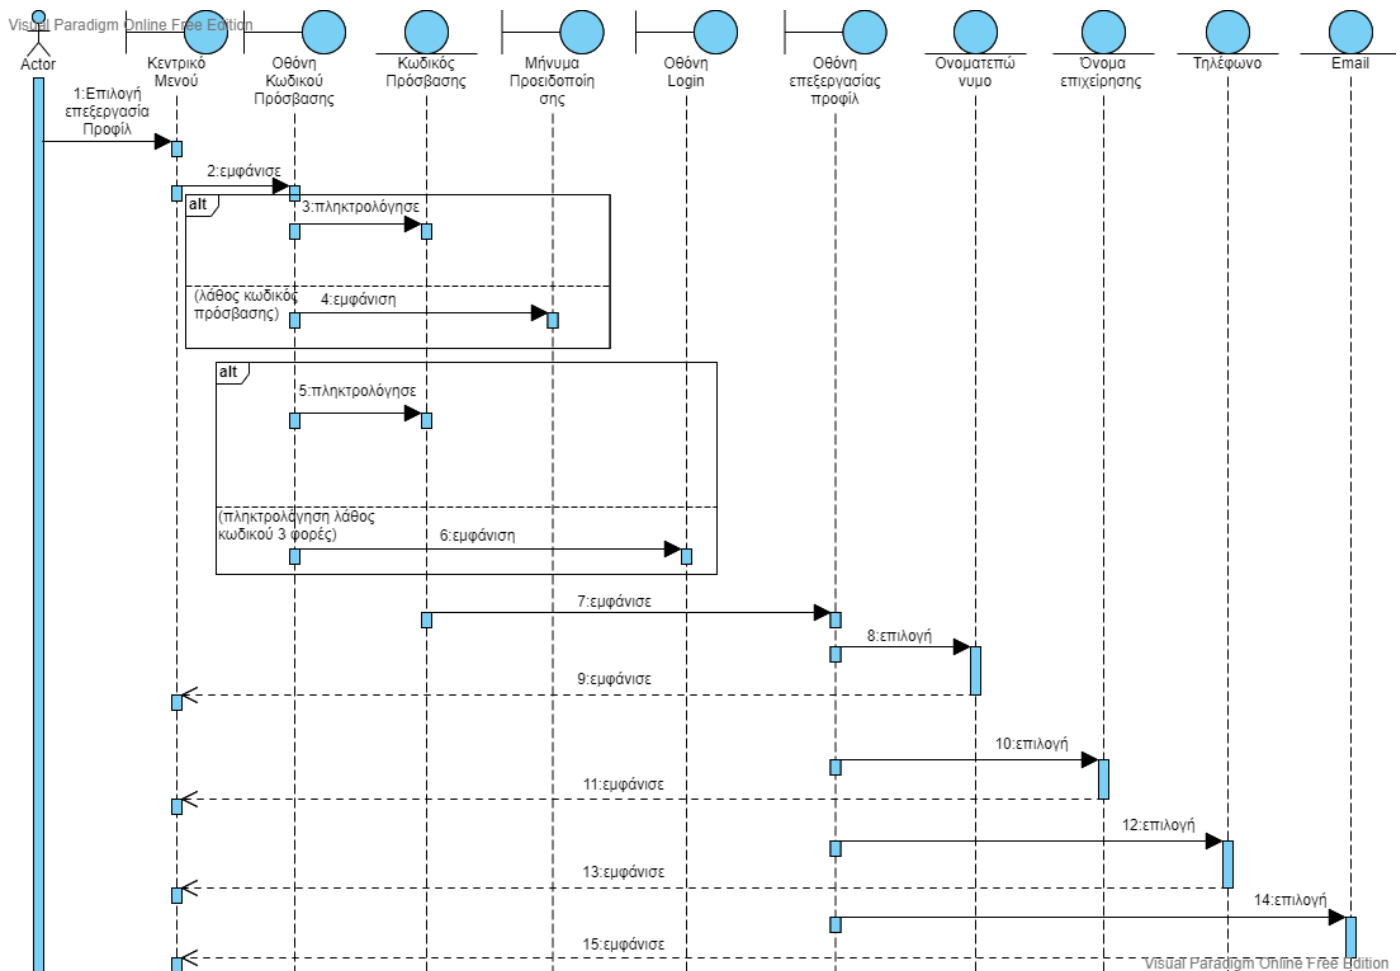 Visual Paradigm Online Free Edition
Actor
Κεντρικό
Μενού
Οθόνη
Κωδικού
Πρόσβασης
Κωδικός
Πρόσβασης
Μήνυμα
Προειδοποίη
σης
Οθόνη
Login
Οθόνη
επεξεργασίας
προφίλ
Ονοματεπώ
νυμο
Όνομα
επιχείρησης
Τηλέφωνο
Email
1:Επιλογή
επεξεργασία
Προφίλ
2:εμφάνισε
alt
3:πληκτρολόγησε
(λάθος κωδικός
πρόσβασης)
4:εμφάνιση
alt
5:πληκτρολόγησε
(πληκτρολόγηση λάθος
κωδικού 3 φορές)
6:εμφάνιση
7:εμφάνισε
8:επιλογή
9:εμφάνισε
10:επιλογή
11:εμφάνισε
12:επιλογή
13:εμφάνισε
14:επιλογή
15:εμφάνισε
Visual Paradigm Online Free Edition